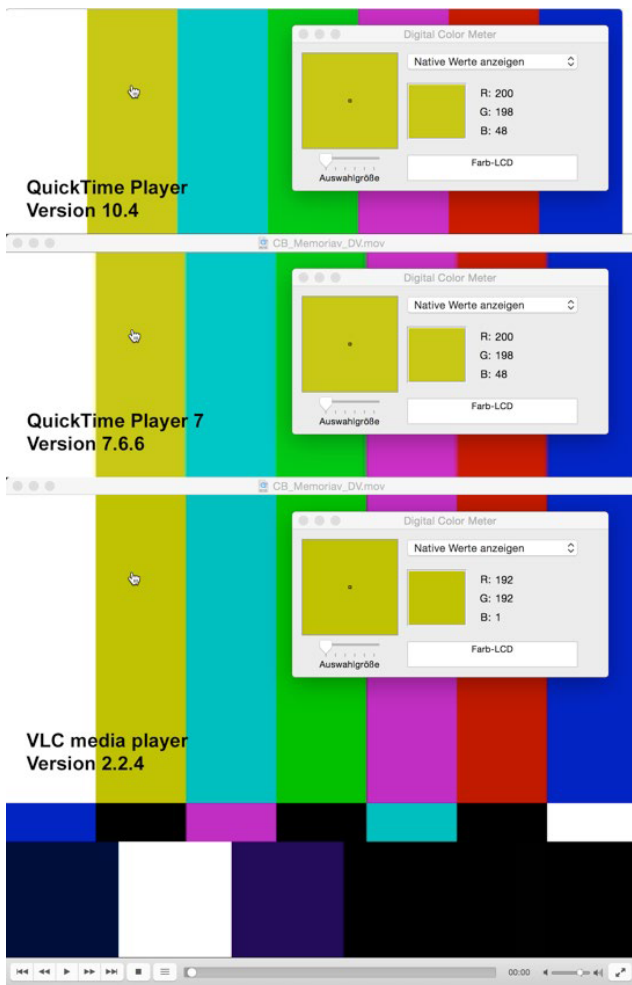 Digital Color Meter
Native Werte anzeigen
R: 200
G: 198
B: 48
Farb-LCD
Auswahlgröße
QuickTime Player
Version 10.4
CB_Memoriav_DV.mov
Digital Color Meter
Native Werte anzeigen
R: 200
G: 198
B: 48
Farb-LCD
Auswahlgröße
QuickTime Player 7
Version 7.6.6
CB_Memoriav_DV.mov
Digital Color Meter
Native Werte anzeigen
R: 192
G: 192
B: 1
Farb-LCD
Auswahlgröße
VLC media player
Version 2.2.4
00:00